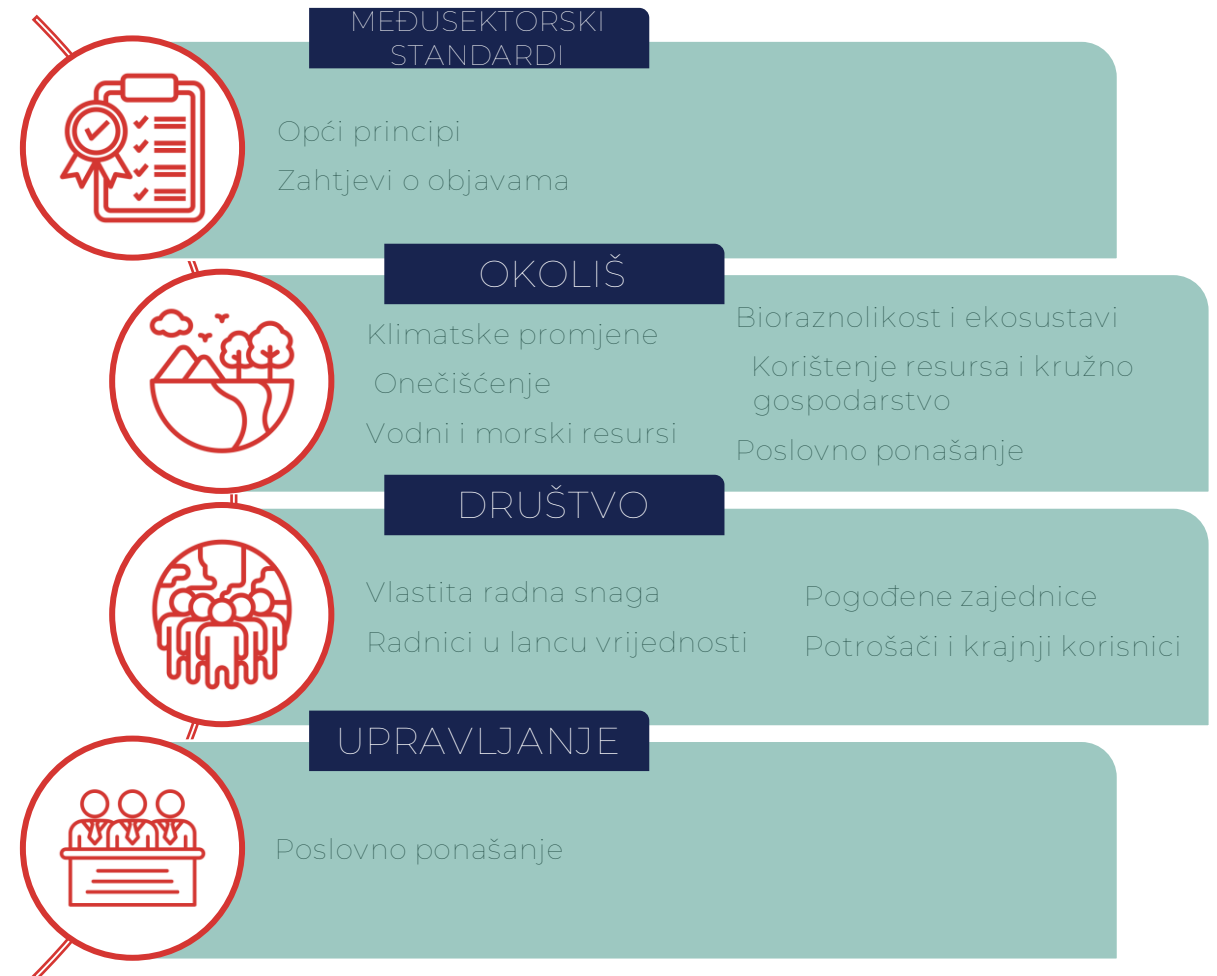 MEĐUSEKTORSKI
STANDARDI
Opći principi
Zahtjevi o objavama
OKOLIŠ
Klimatske promjene
Onečišćenje
Vodni i morski resursi
Bioraznolikost i ekosustavi
Korištenje resursa i kružno
gospodarstvo
Poslovno ponašanje
DRUŠTVO
Vlastita radna snaga
Radnici u lancu vrijednosti
Pogođene zajednice
Potrošači i krajnji korisnici
UPRAVLJANJE
Poslovno ponašanje